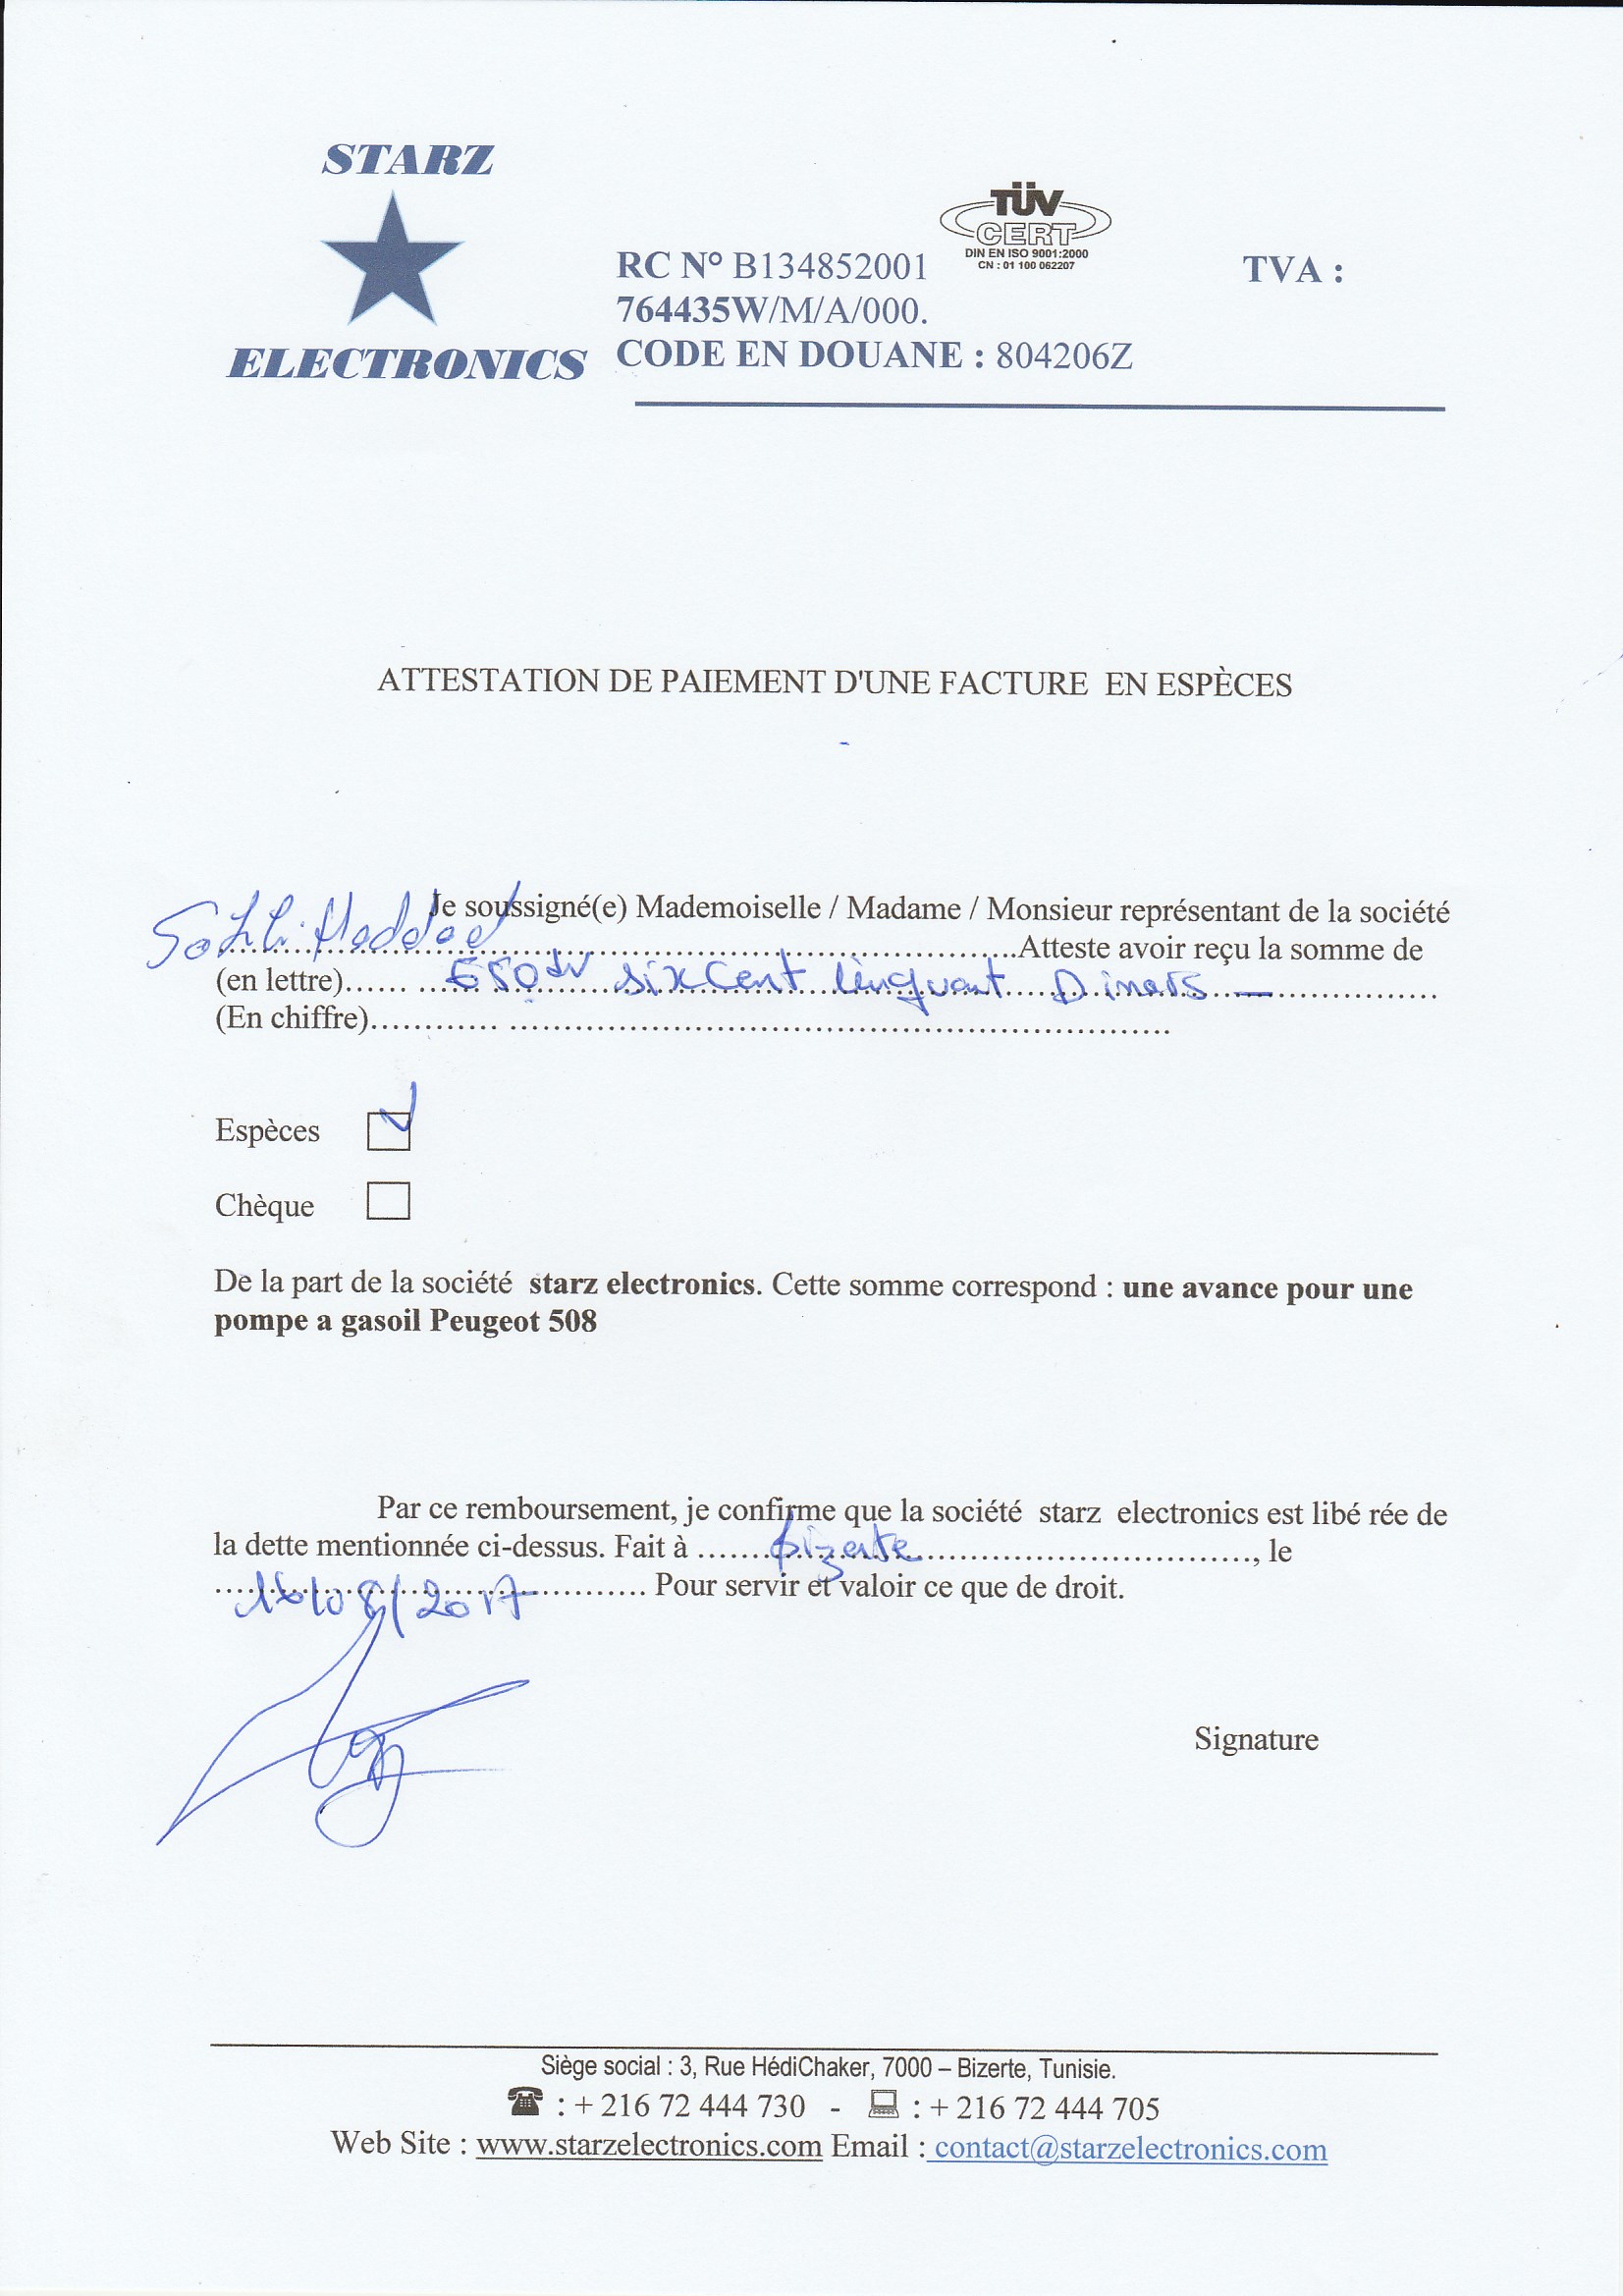 STARZ
ELECTRONICS
TÜV
CERT
DIN EN ISO 9001:2000
CN : 01 100 062207
RC N° B134852001 TVA :
764435W/M/A/000.
CODE EN DOUANE : 804206Z
ATTESTATION DE PAIEMENT D'UNE FACTURE EN ESPÈCES
Je soussigné(e) Mademoiselle / Madame / Monsieur représentant de la société
Haddad ..........Atteste avoir reçu la somme de
(en lettre)...... 650 sixcent cinquant Dinars —
(En chiffre)............ ..........
Espèces ✓
Chèque
De la part de la société starz electronics. Cette somme correspond : une avance pour une
pompe a gasoil Peugeot 508
Par ce remboursement, je confirme que la société starz electronics est libé rée de
la dette mentionnée ci-dessus. Fait à ....... bizerte .........., le
16/08/2017 .......... Pour servir et valoir ce que de droit.
Signature
Siège social : 3, Rue HédiChaker, 7000 – Bizerte, Tunisie.
: + 216 72 444 730 - : + 216 72 444 705
Web Site : www.starzelectronics.com Email : contact@starzelectronics.com